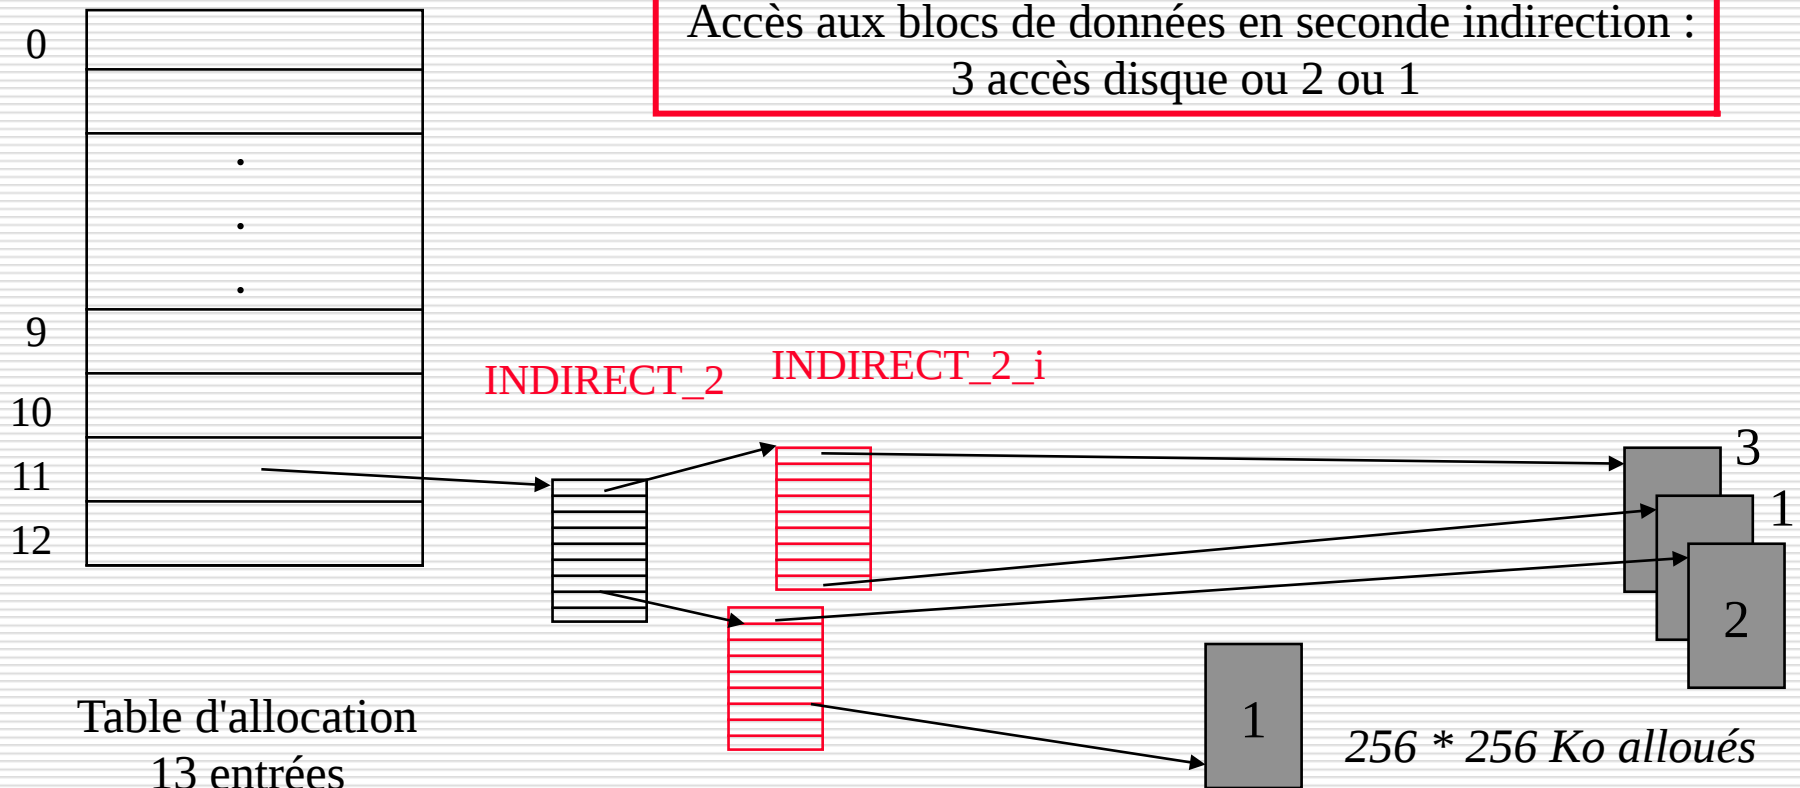 Accès aux blocs de données en seconde indirection :
3 accès disque ou 2 ou 1
0
.
.
.
9
10
11
12
INDIRECT_2
INDIRECT_2_i
3
1
2
1
256 * 256 Ko alloués
Table d'allocation
13 entrées